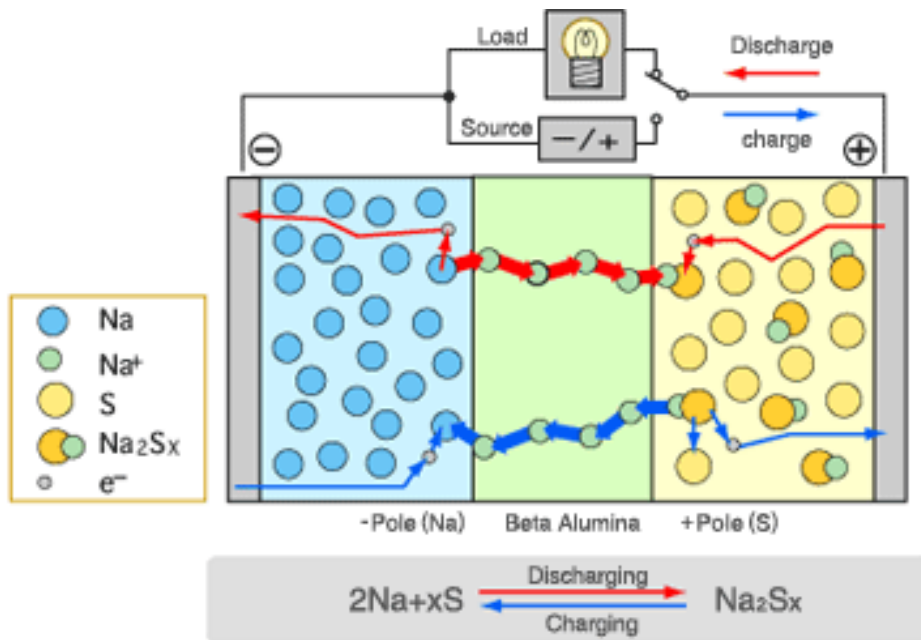 Load
Discharge
Source
−/+
charge
−
+
Na
Na⁺
S
Na₂Sx
e⁻
-Pole (Na)
Beta Alumina
+Pole (S)
Discharging
2Na+xS
Na₂Sx
Charging